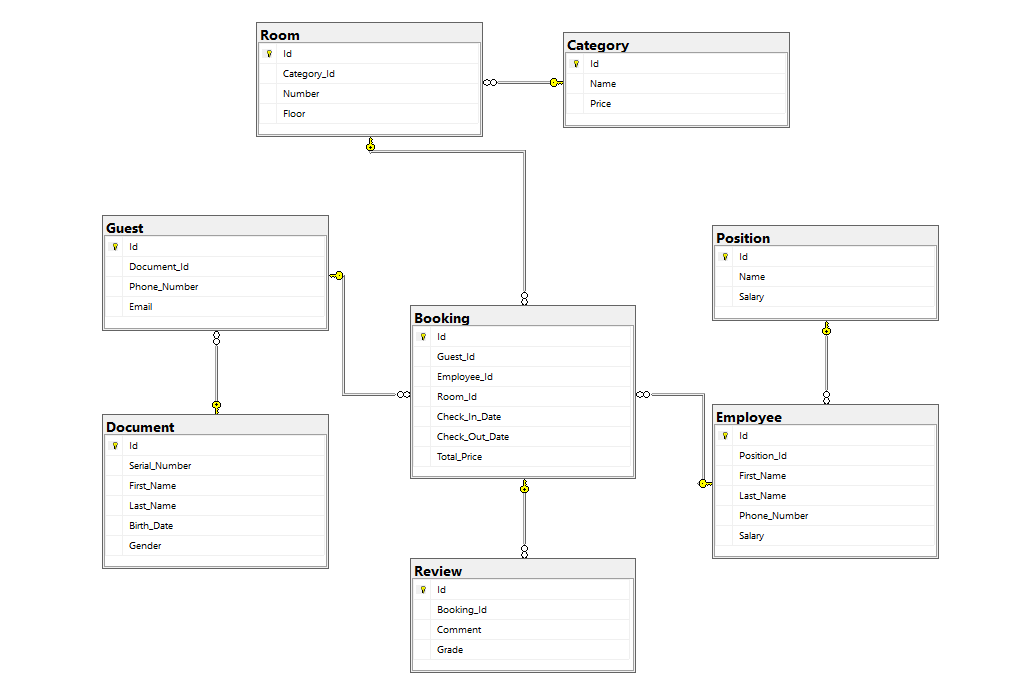 Room
Id
Category_Id
Number
Floor
Category
Id
Name
Price
Guest
Id
Document_Id
Phone_Number
Email
Position
Id
Name
Salary
Booking
Id
Guest_Id
Employee_Id
Room_Id
Check_In_Date
Check_Out_Date
Total_Price
Employee
Id
Position_Id
First_Name
Last_Name
Phone_Number
Salary
Document
Id
Serial_Number
First_Name
Last_Name
Birth_Date
Gender
Review
Id
Booking_Id
Comment
Grade